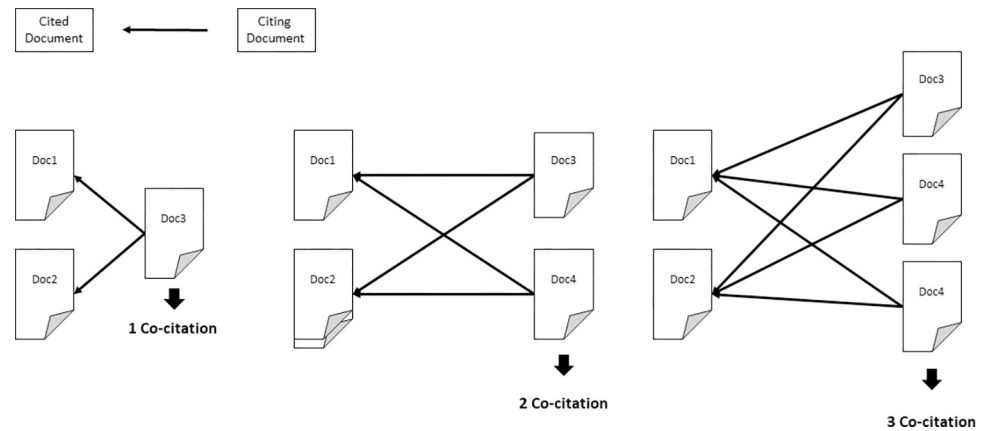 Cited
Document
Citing
Document
Doc1
Doc2
Doc3
1 Co-citation
Doc1
Doc2
Doc3
Doc4
2 Co-citation
Doc1
Doc2
Doc3
Doc4
Doc4
3 Co-citation